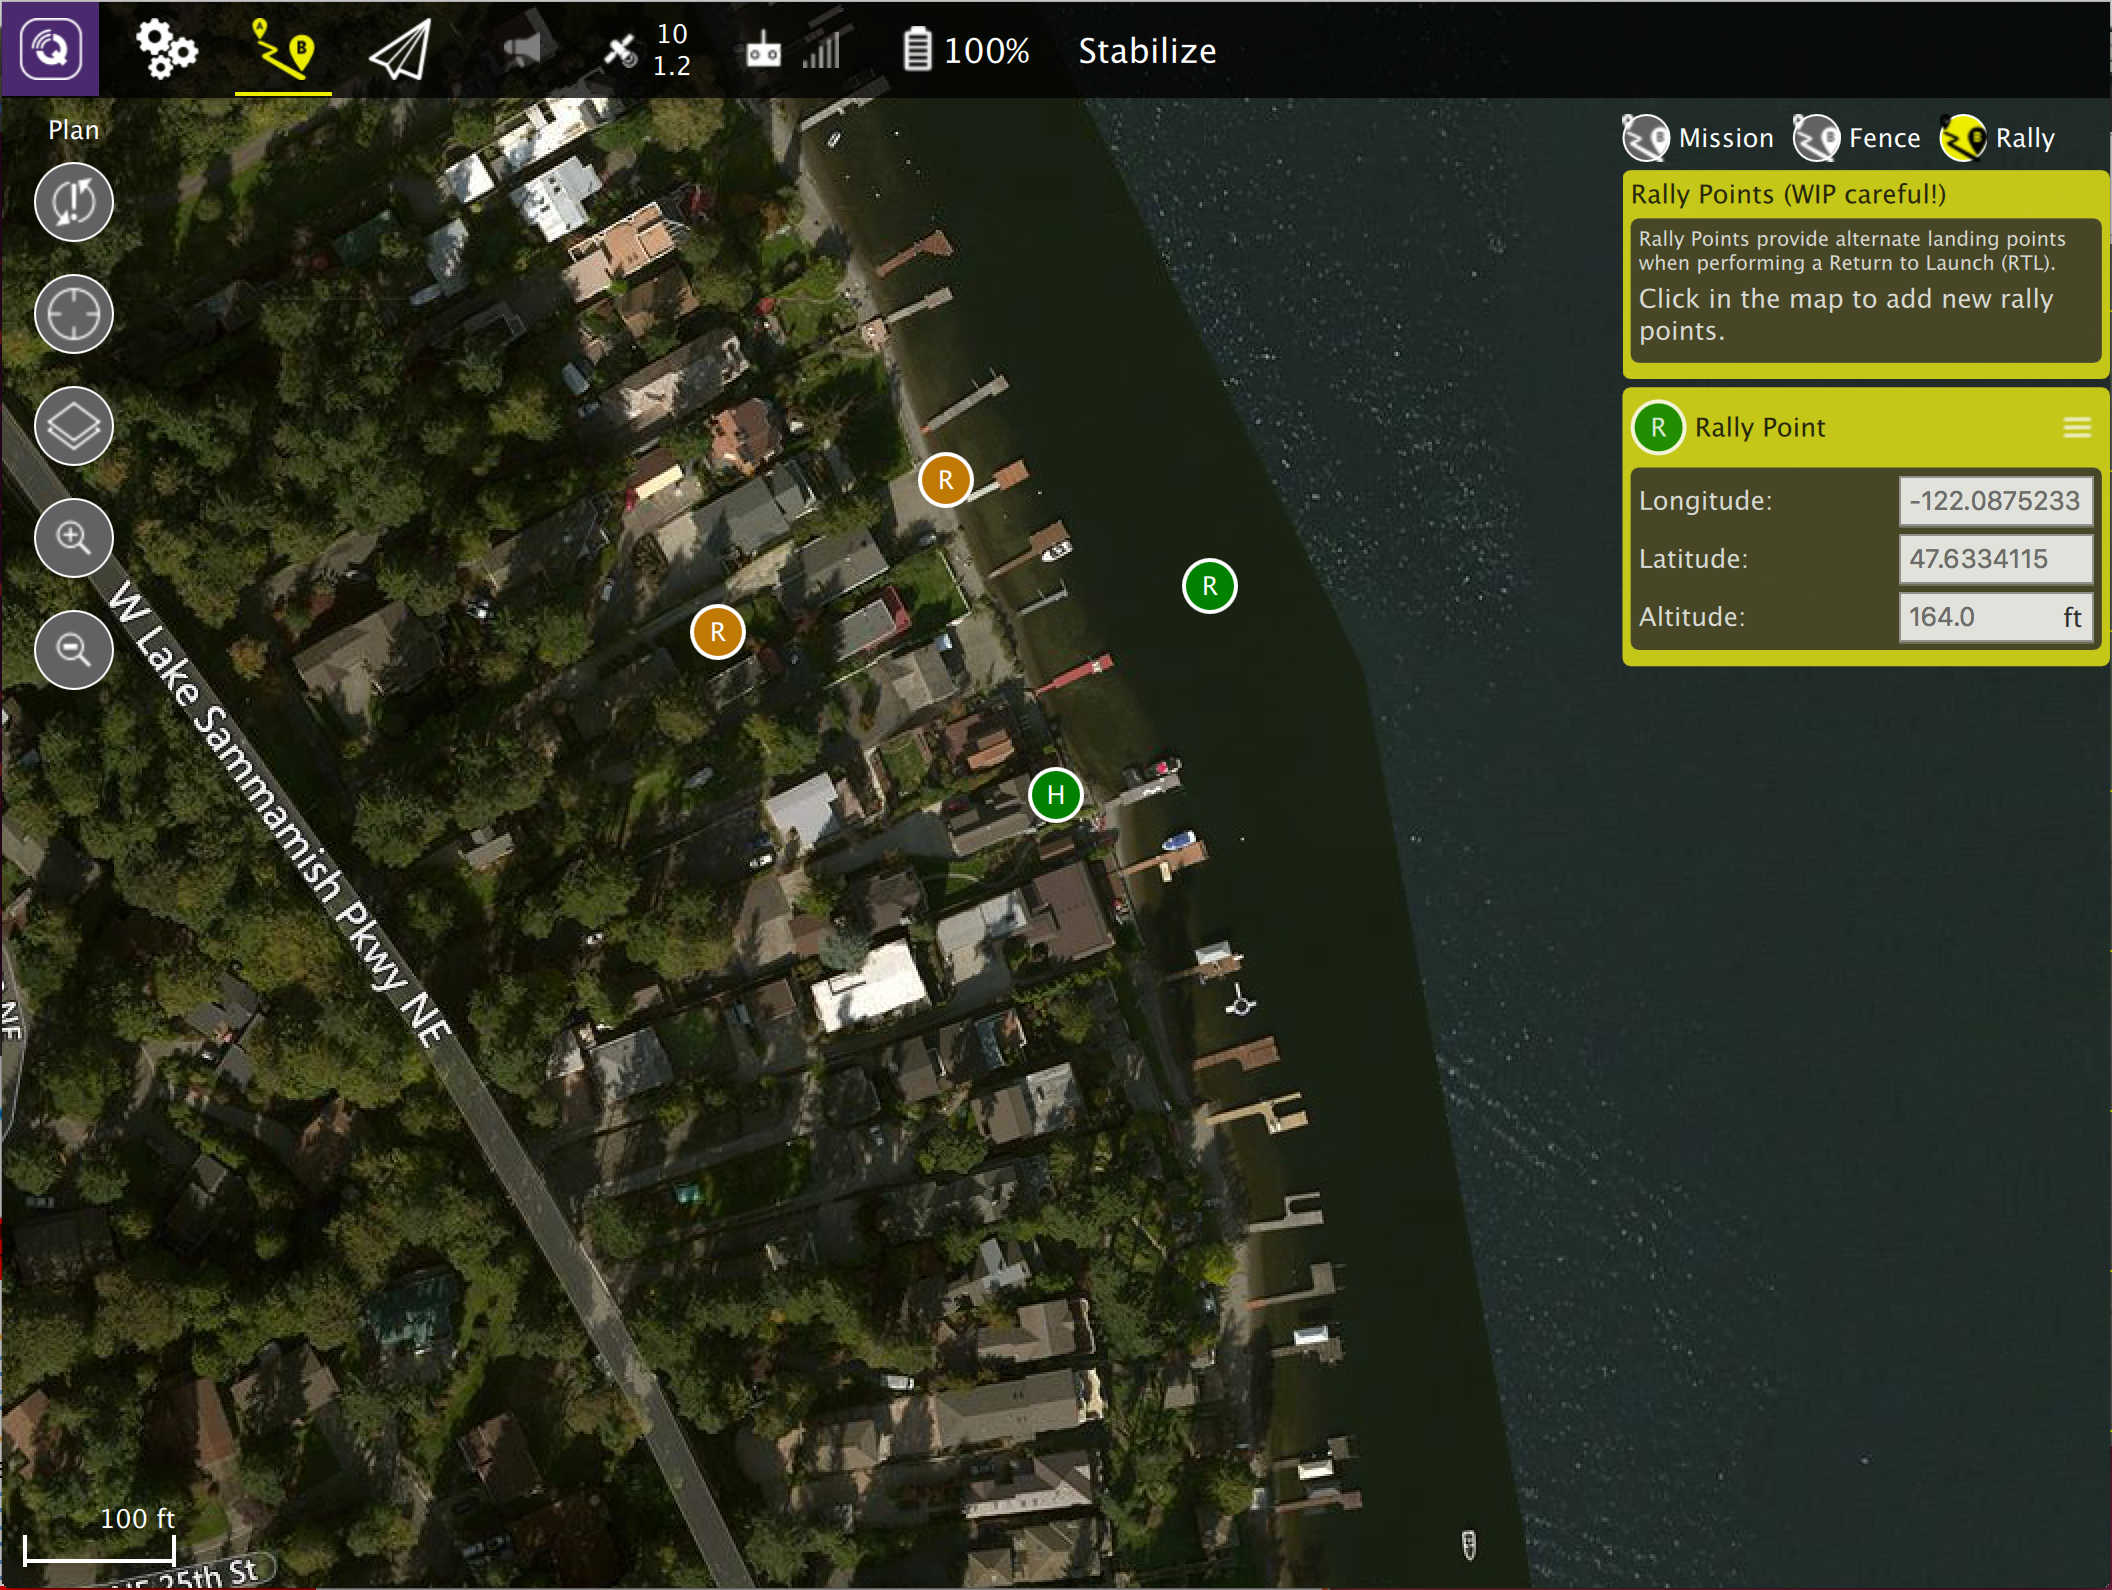 10
1.2
100%
Stabilize
Plan
Mission
Fence
Rally
Rally Points (WIP careful!)
Rally Points provide alternate landing points
when performing a Return to Launch (RTL).
Click in the map to add new rally
points.
R Rally Point
Longitude: -122.0875233
Latitude: 47.6334115
Altitude: 164.0 ft
R
R
R
H
W Lake Sammamish Pkwy NE
NE
100 ft
NE 25th St